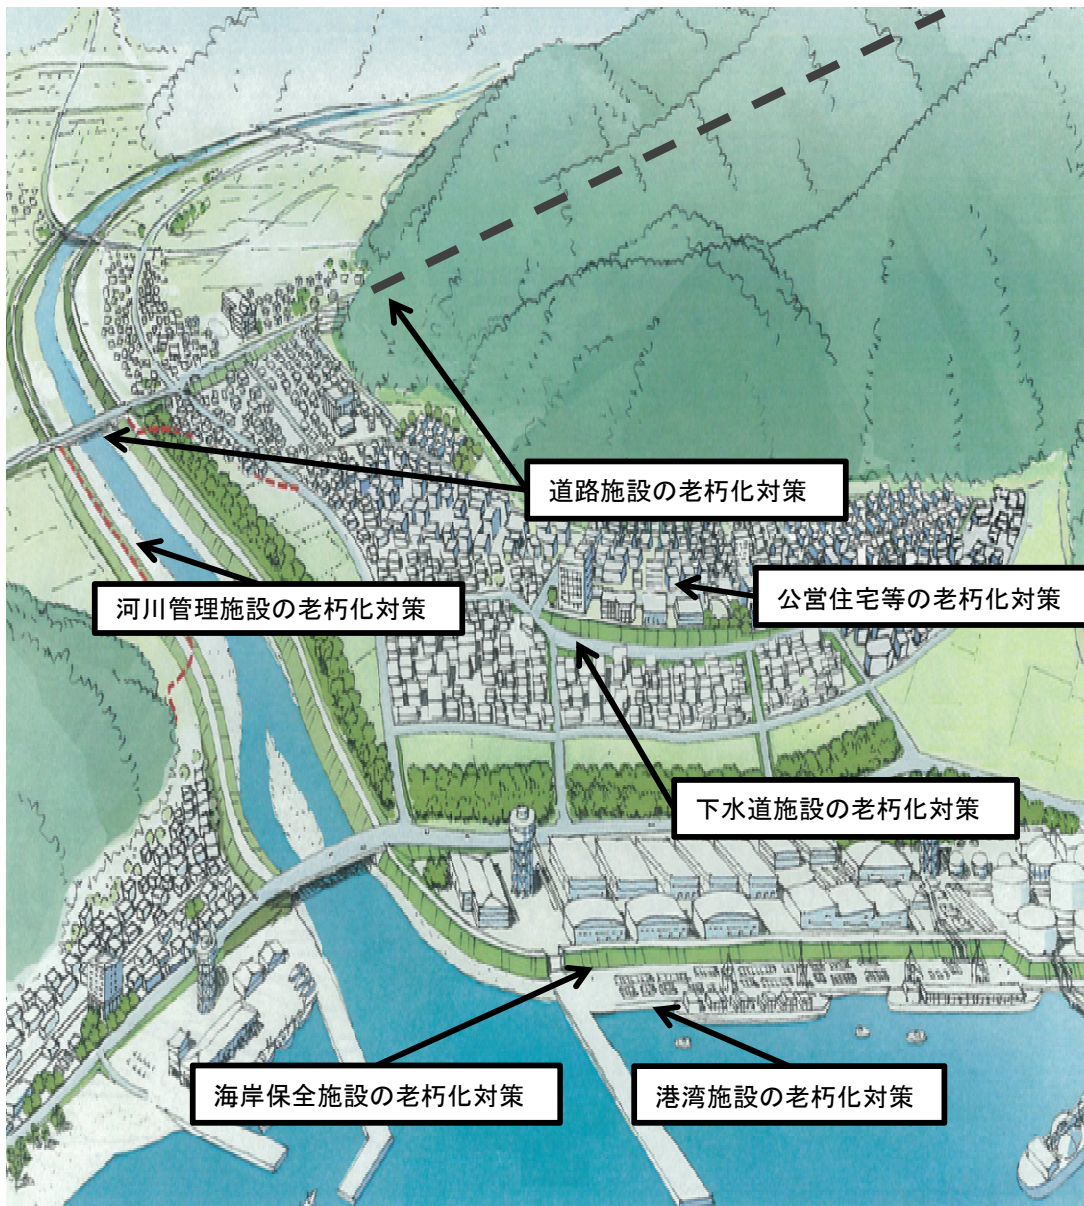 道路施設の老朽化対策
河川管理施設の老朽化対策
公営住宅等の老朽化対策
下水道施設の老朽化対策
海岸保全施設の老朽化対策
港湾施設の老朽化対策